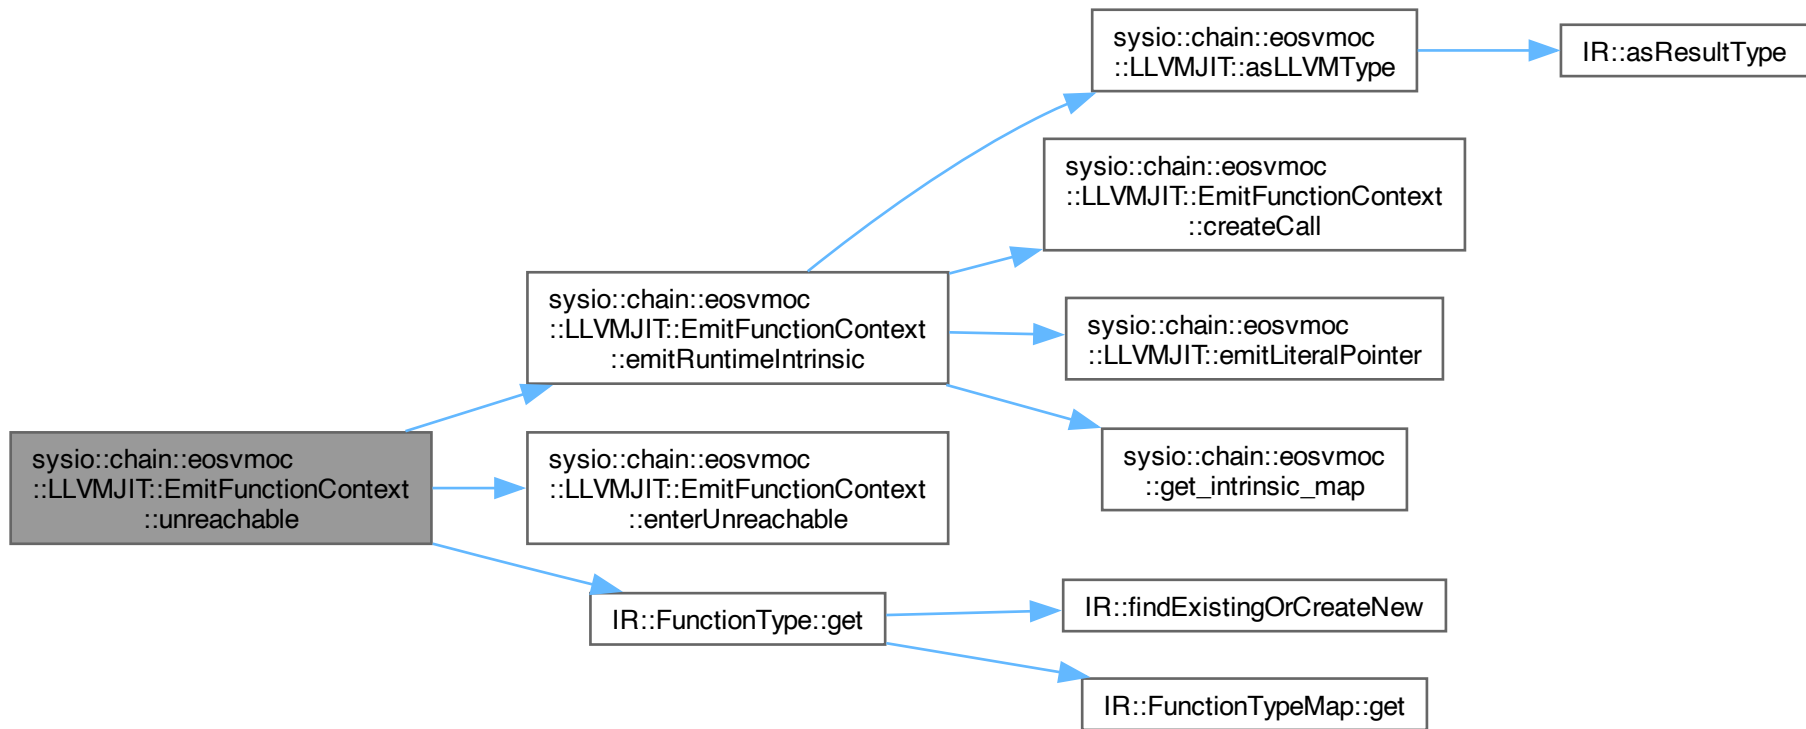 sysio::chain::eosvmoc
::LLVMJIT::asLLVMType
IR::asResultType
sysio::chain::eosvmoc
::LLVMJIT::EmitFunctionContext
::createCall
sysio::chain::eosvmoc
::LLVMJIT::EmitFunctionContext
::emitRuntimeIntrinsic
sysio::chain::eosvmoc
::LLVMJIT::emitLiteralPointer
sysio::chain::eosvmoc
::LLVMJIT::EmitFunctionContext
::unreachable
sysio::chain::eosvmoc
::LLVMJIT::EmitFunctionContext
::enterUnreachable
sysio::chain::eosvmoc
::get_intrinsic_map
IR::FunctionType::get
IR::findExistingOrCreateNew
IR::FunctionTypeMap::get